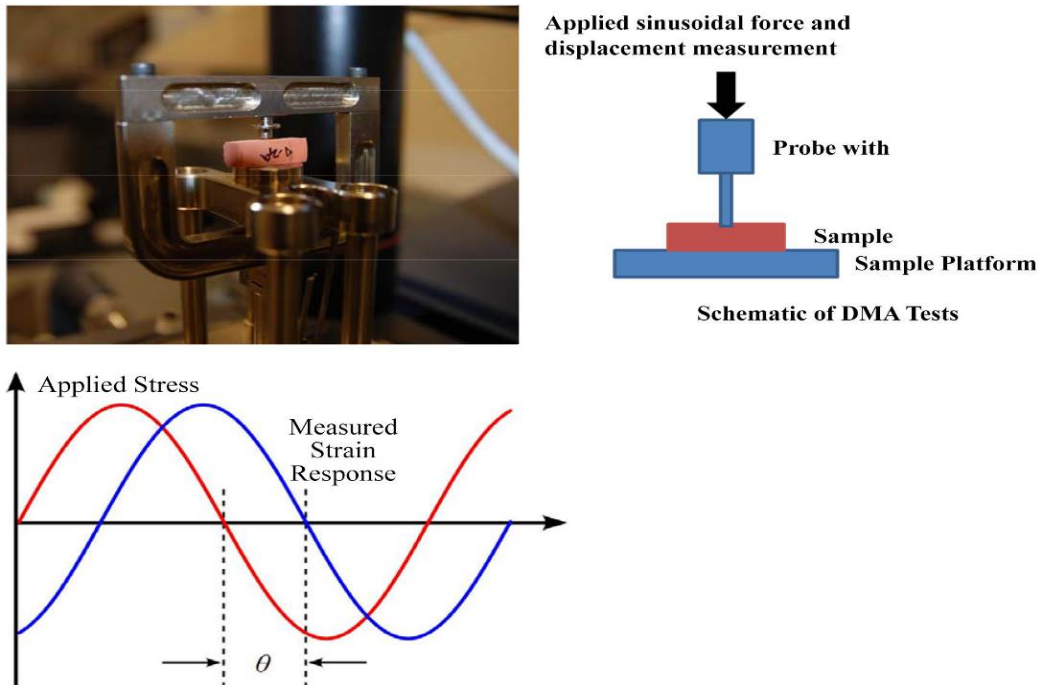 Applied sinusoidal force and
displacement measurement
Probe with
Sample
Sample Platform
Schematic of DMA Tests
Applied Stress
Measured
Strain
Response
θ